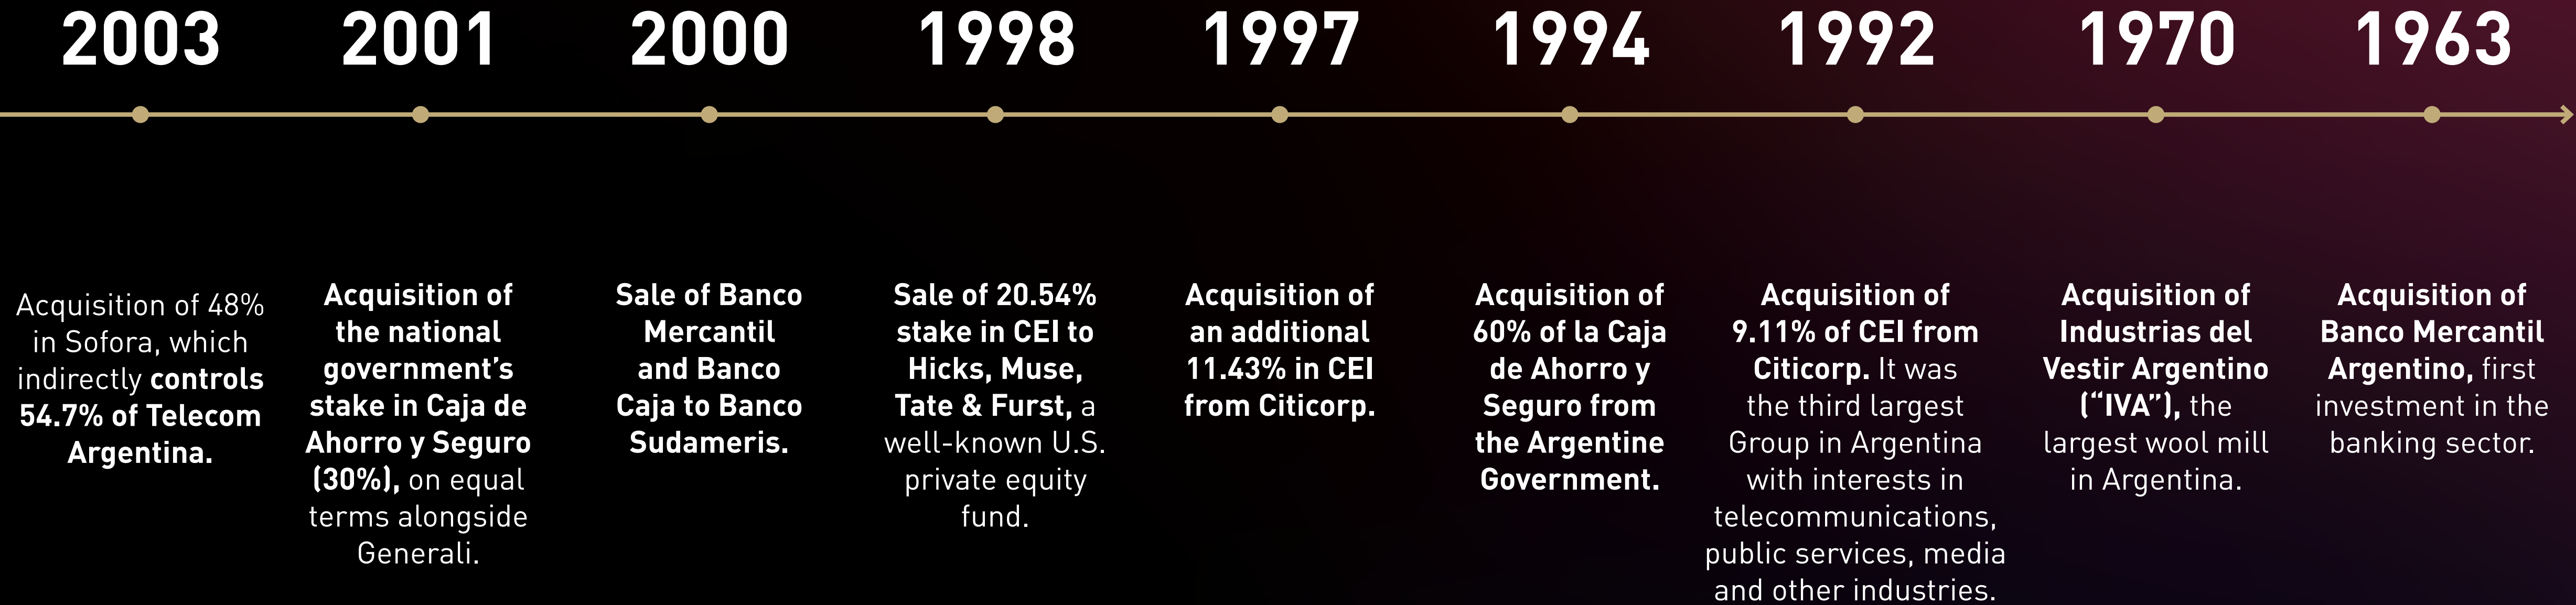 2003
Acquisition of 48%
in Sofora, which
indirectly controls
54.7% of Telecom
Argentina.
2001
Acquisition of
the national
government’s
stake in Caja de
Ahorro y Seguro
(30%), on equal
terms alongside
Generali.
2000
Sale of Banco
Mercantil
and Banco
Caja to Banco
Sudameris.
1998
Sale of 20.54%
stake in CEI to
Hicks, Muse,
Tate & Furst, a
well-known U.S.
private equity
fund.
1997
Acquisition of
an additional
11.43% in CEI
from Citicorp.
1994
Acquisition of
60% of la Caja
de Ahorro y
Seguro from
the Argentine
Government.
1992
Acquisition of
9.11% of CEI from
Citicorp. It was
the third largest
Group in Argentina
with interests in
telecommunications,
public services, media
and other industries.
1970
Acquisition of
Industrias del
Vestir Argentino
(“IVA”), the
largest wool mill
in Argentina.
1963
Acquisition of
Banco Mercantil
Argentino, first
investment in the
banking sector.